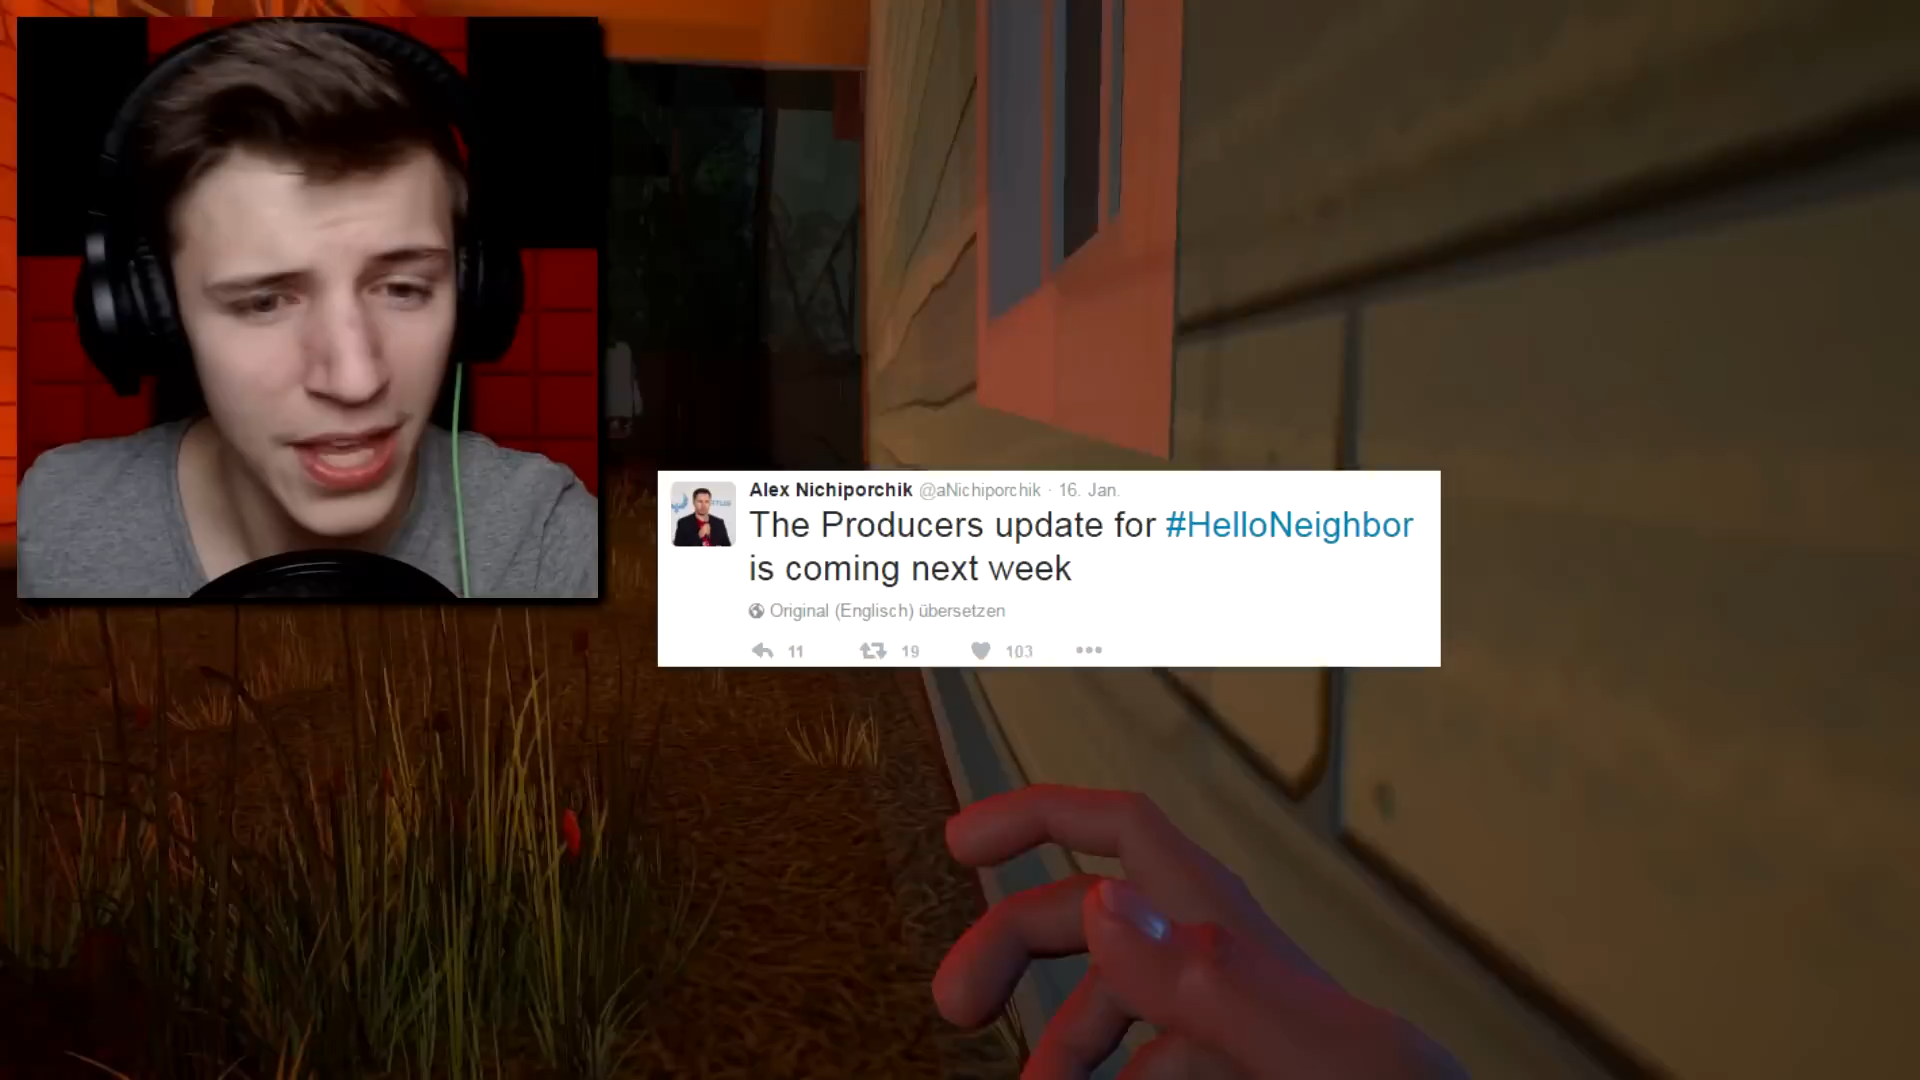 Alex Nichiporchik @aNichiporchik · 16. Jan.
The Producers update for #HelloNeighbor
is coming next week
Original (Englisch) übersetzen
11 19 103 •••